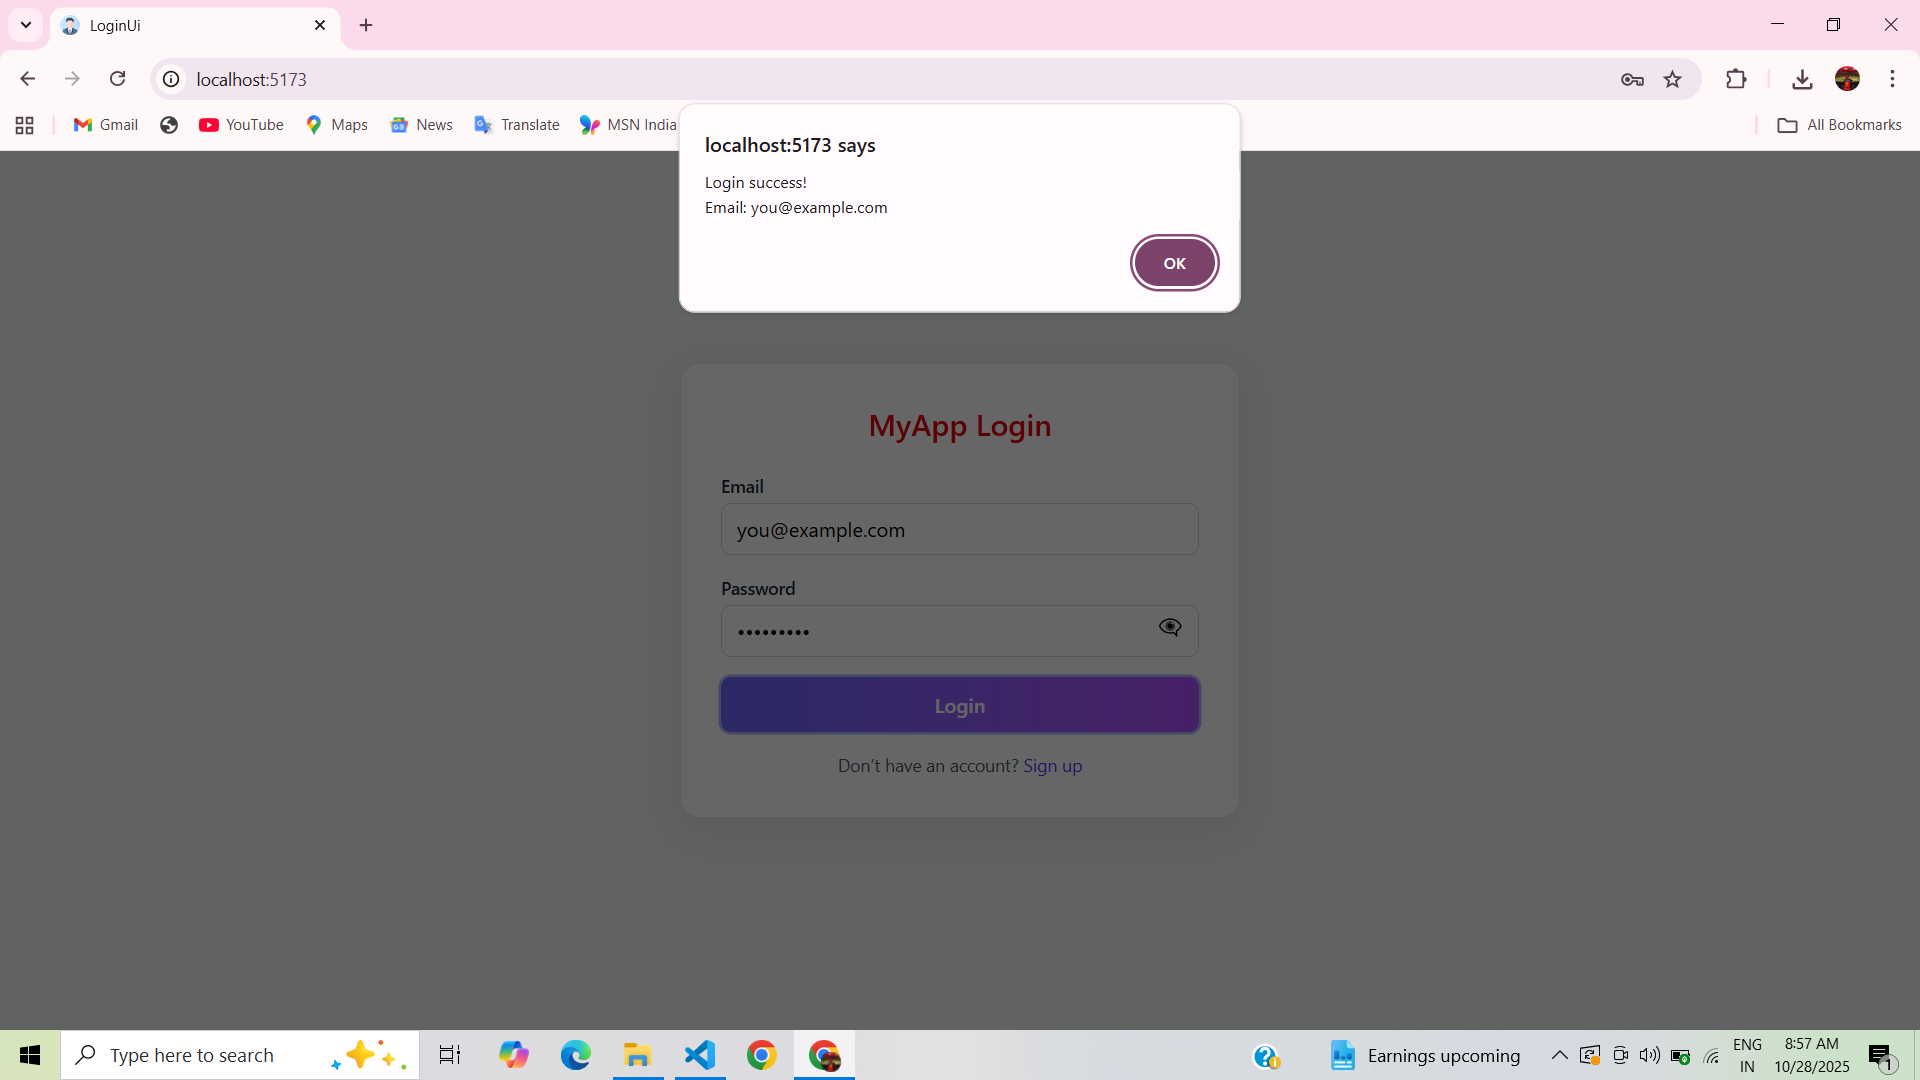 LoginUi
localhost:5173
Gmail
YouTube
Maps
News
Translate
MSN India
All Bookmarks
localhost:5173 says
Login success!
Email: you@example.com
OK
MyApp Login
Email
you@example.com
Password
•••••••••
Login
Don’t have an account? Sign up
Type here to search
Earnings upcoming
ENG
IN
8:57 AM
10/28/2025
1